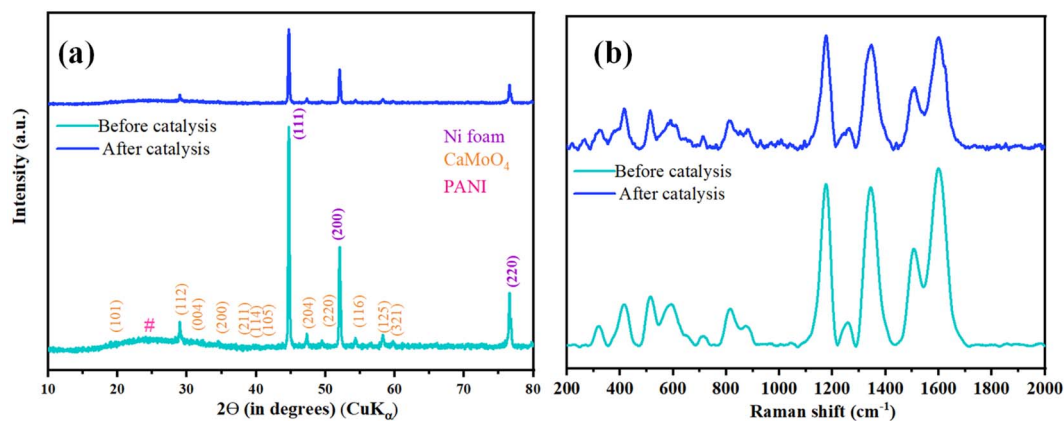 (a)
Before catalysis
After catalysis
(111)
Ni foam
CaMoO4
PANI
(200)
(220)
(101)
#
(112)
(004)
(200)
(211)
(114)
(105)
(204)
(220)
(116)
(125)
(321)
Intensity (a.u.)
10 20 30 40 50 60 70 80
2Θ (in degrees) (CuKα)
(b)
Before catalysis
After catalysis
200 400 600 800 1000 1200 1400 1600 1800 2000
Raman shift (cm-1)